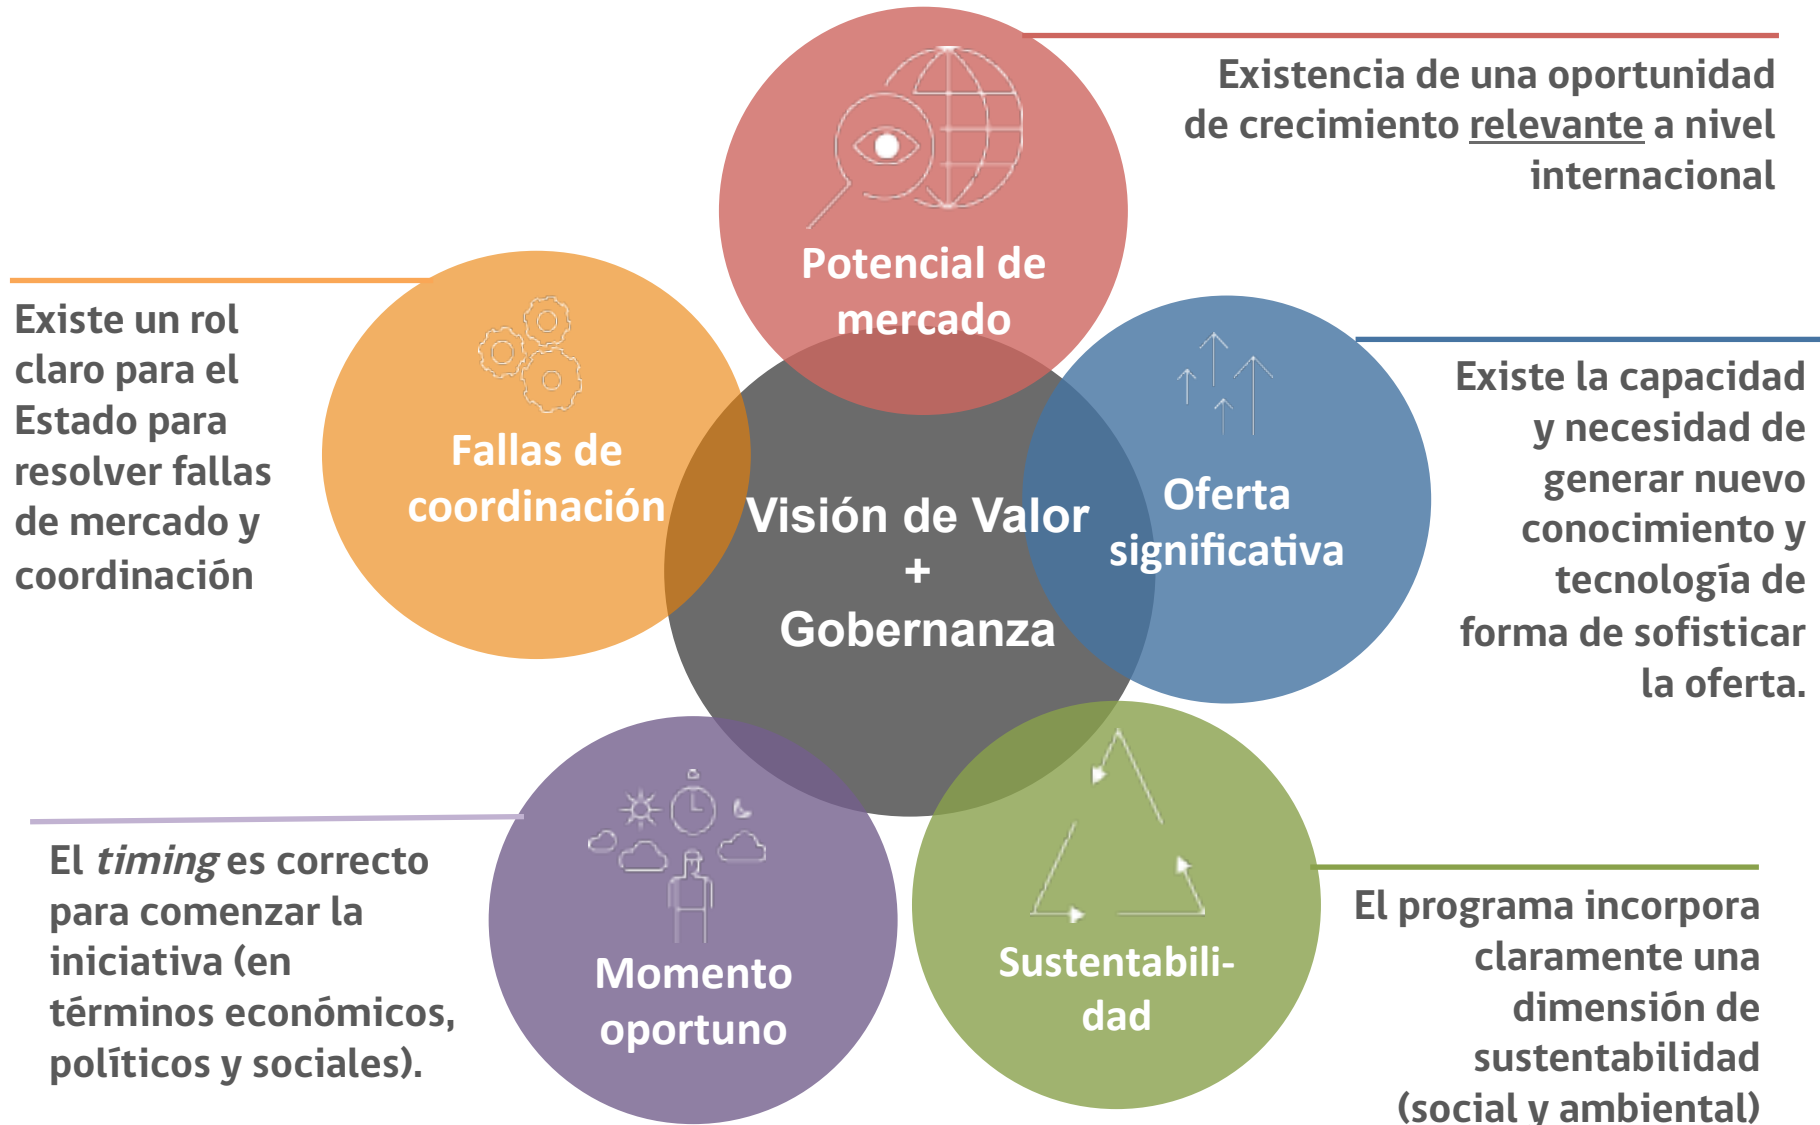 Existencia de una oportunidad
de crecimiento relevante a nivel
internacional
Potencial de
mercado
Existe un rol
claro para el
Estado para
resolver fallas
de mercado y
coordinación
Fallas de
coordinación
Visión de Valor
+
Gobernanza
Oferta
significativa
Existe la capacidad
y necesidad de
generar nuevo
conocimiento y
tecnología de
forma de sofisticar
la oferta.
El timing es correcto
para comenzar la
iniciativa (en
términos económicos,
políticos y sociales).
Momento
oportuno
Sustentabili-
dad
El programa incorpora
claramente una
dimensión de
sustentabilidad
(social y ambiental)